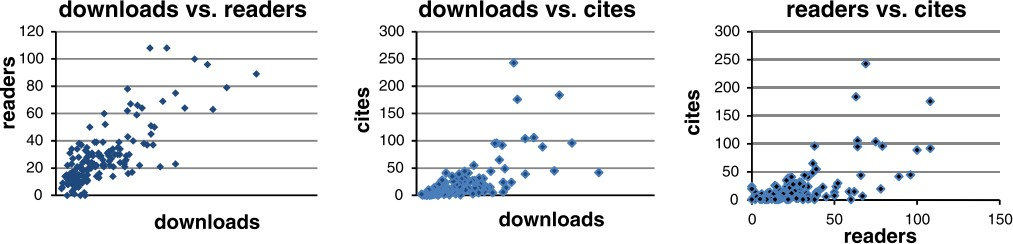 downloads vs. readers
120
100
80
60
40
20
0
readers
downloads
downloads vs. cites
300
250
200
150
100
50
0
cites
downloads
readers vs. cites
300
250
200
150
100
50
0
cites
0 50 100 150
readers